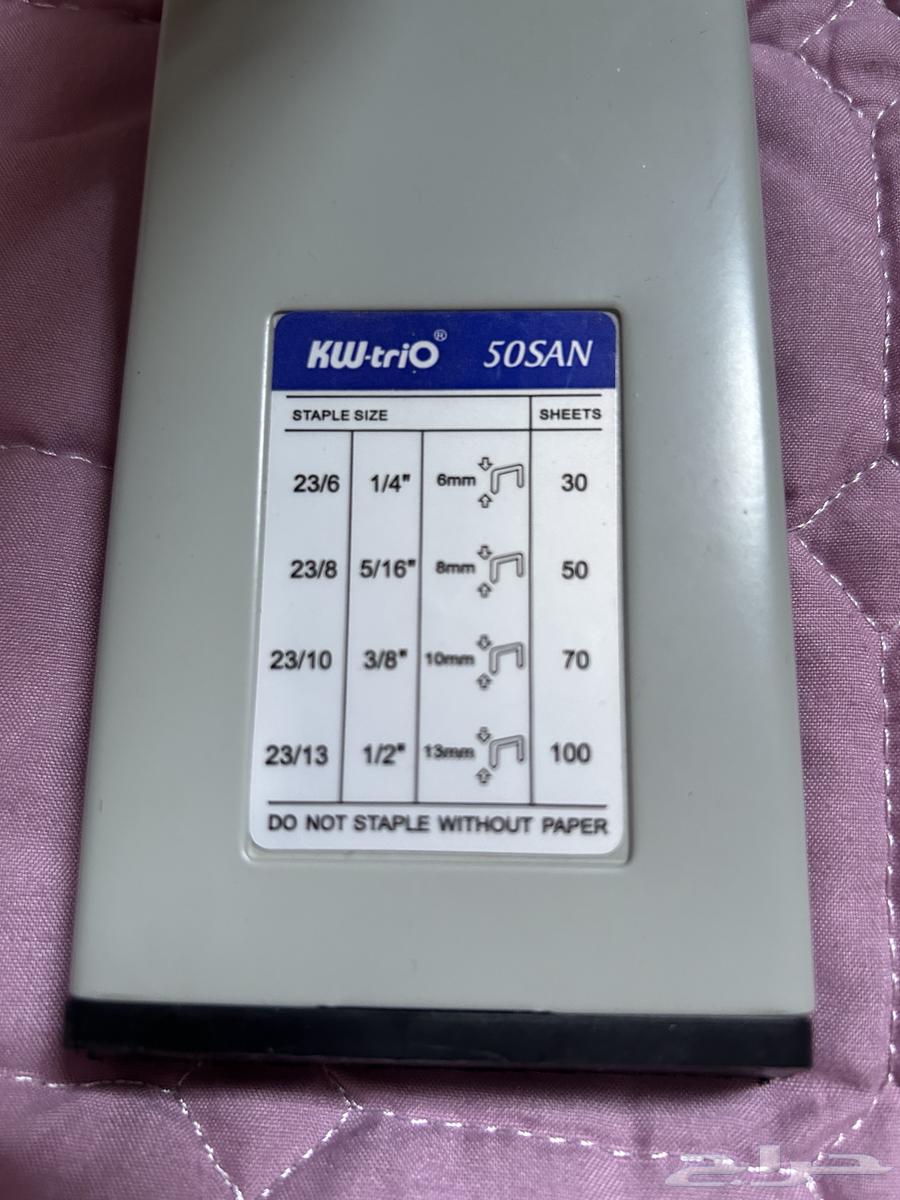 KW-triO® 50SAN
STAPLE SIZE SHEETS
23/6 1/4" 6mm 30
23/8 5/16" 8mm 50
23/10 3/8" 10mm 70
23/13 1/2" 13mm 100
DO NOT STAPLE WITHOUT PAPER
حراج